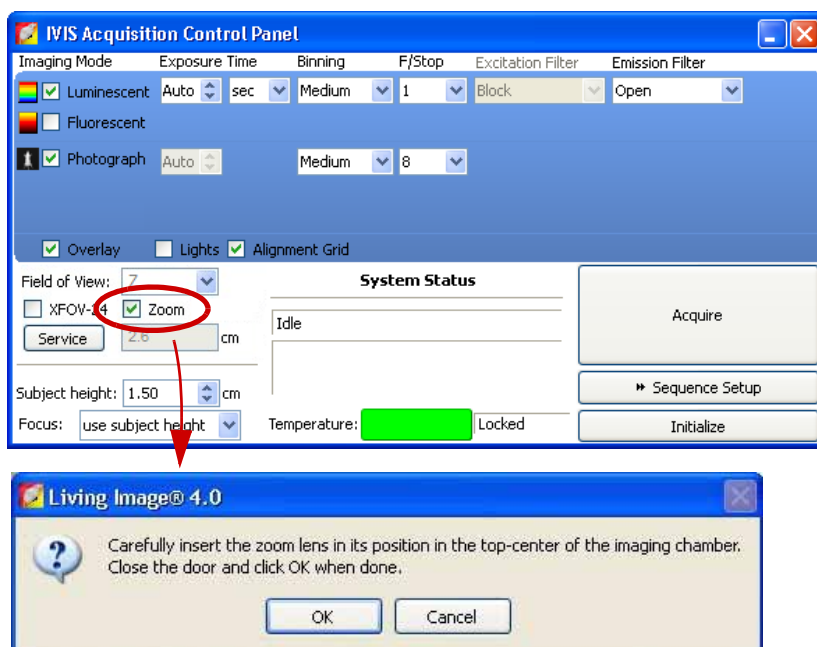 IVIS Acquisition Control Panel
Imaging Mode Exposure Time Binning F/Stop Excitation Filter Emission Filter
Luminescent Auto sec Medium 1 Block Open
Fluorescent
Photograph Auto Medium 8
Overlay Lights Alignment Grid
Field of View: Z System Status
XFOV-24 Zoom
Idle
Acquire
Service 2.6 cm
Subject height: 1.50 cm
Sequence Setup
Focus: use subject height Temperature: Locked Initialize
Living Image® 4.0
Carefully insert the zoom lens in its position in the top-center of the imaging chamber.
Close the door and click OK when done.
OK Cancel